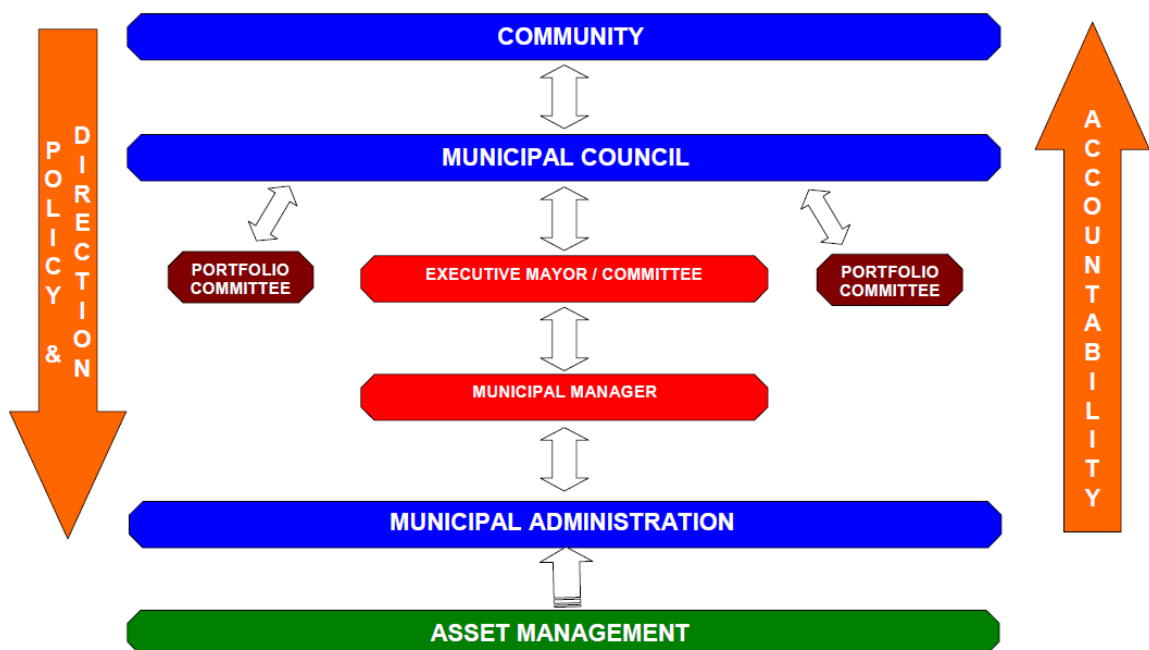 COMMUNITY
MUNICIPAL COUNCIL
POLICY &
DIRECTION
ACCOUNTABILITY
PORTFOLIO
COMMITTEE
EXECUTIVE MAYOR / COMMITTEE
PORTFOLIO
COMMITTEE
MUNICIPAL MANAGER
MUNICIPAL ADMINISTRATION
ASSET MANAGEMENT